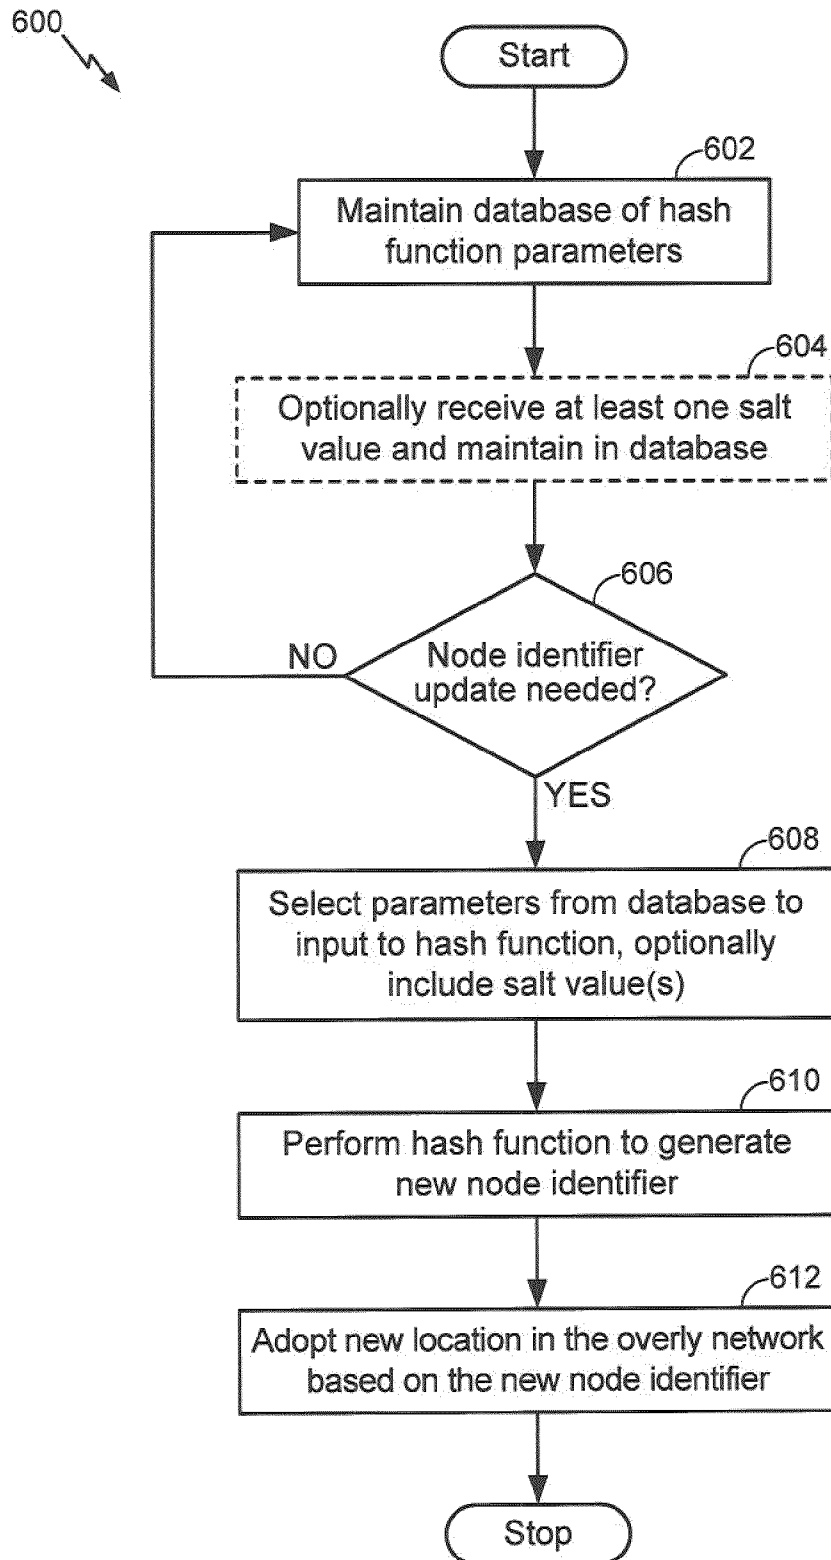 600
Start
602
Maintain database of hash
function parameters
604
Optionally receive at least one salt
value and maintain in database
606
Node identifier
update needed?
NO
YES
608
Select parameters from database to
input to hash function, optionally
include salt value(s)
610
Perform hash function to generate
new node identifier
612
Adopt new location in the overly network
based on the new node identifier
Stop